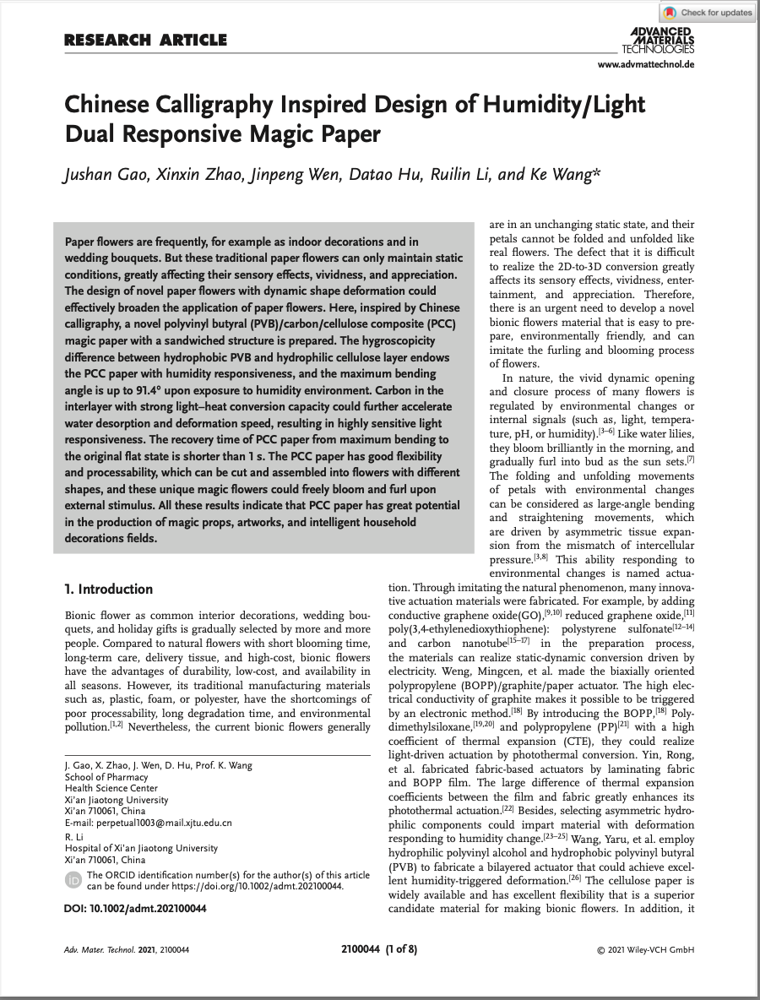 Check for updates
RESEARCH ARTICLE
ADVANCED
MATERIALS
TECHNOLOGIES
www.advmattechnol.de
Chinese Calligraphy Inspired Design of Humidity/Light
Dual Responsive Magic Paper
Jushan Gao, Xinxin Zhao, Jinpeng Wen, Datao Hu, Ruilin Li, and Ke Wang*
Paper flowers are frequently, for example as indoor decorations and in
wedding bouquets. But these traditional paper flowers can only maintain static
conditions, greatly affecting their sensory effects, vividness, and appreciation.
The design of novel paper flowers with dynamic shape deformation could
effectively broaden the application of paper flowers. Here, inspired by Chinese
calligraphy, a novel polyvinyl butyral (PVB)/carbon/cellulose composite (PCC)
magic paper with a sandwiched structure is prepared. The hygroscopicity
difference between hydrophobic PVB and hydrophilic cellulose layer endows
the PCC paper with humidity responsiveness, and the maximum bending
angle is up to 91.4° upon exposure to humidity environment. Carbon in the
interlayer with strong light–heat conversion capacity could further accelerate
water desorption and deformation speed, resulting in highly sensitive light
responsiveness. The recovery time of PCC paper from maximum bending to
the original flat state is shorter than 1 s. The PCC paper has good flexibility
and processability, which can be cut and assembled into flowers with different
shapes, and these unique magic flowers could freely bloom and furl upon
external stimulus. All these results indicate that PCC paper has great potential
in the production of magic props, artworks, and intelligent household
decorations fields.
1. Introduction
Bionic flower as common interior decorations, wedding bou-
quets, and holiday gifts is gradually selected by more and more
people. Compared to natural flowers with short blooming time,
long-term care, delivery tissue, and high-cost, bionic flowers
have the advantages of durability, low-cost, and availability in
all seasons. However, its traditional manufacturing materials
such as, plastic, foam, or polyester, have the shortcomings of
poor processability, long degradation time, and environmental
pollution.[1,2] Nevertheless, the current bionic flowers generally
J. Gao, X. Zhao, J. Wen, D. Hu, Prof. K. Wang
School of Pharmacy
Health Science Center
Xi'an Jiaotong University
Xi'an 710061, China
E-mail: perpetual1003@mail.xjtu.edu.cn
R. Li
Hospital of Xi'an Jiaotong University
Xi'an 710061, China
iD
The ORCID identification number(s) for the author(s) of this article
can be found under https://doi.org/10.1002/admt.202100044.
DOI: 10.1002/admt.202100044
are in an unchanging static state, and their
petals cannot be folded and unfolded like
real flowers. The defect that it is difficult
to realize the 2D-to-3D conversion greatly
affects its sensory effects, vividness, enter-
tainment, and appreciation. Therefore,
there is an urgent need to develop a novel
bionic flowers material that is easy to pre-
pare, environmentally friendly, and can
imitate the furling and blooming process
of flowers.
In nature, the vivid dynamic opening
and closure process of many flowers is
regulated by environmental changes or
internal signals (such as, light, tempera-
ture, pH, or humidity).[3–6] Like water lilies,
they bloom brilliantly in the morning, and
gradually furl into bud as the sun sets.[7]
The folding and unfolding movements
of petals with environmental changes
can be considered as large-angle bending
and straightening movements, which
are driven by asymmetric tissue expan-
sion from the mismatch of intercellular
pressure.[3,8] This ability responding to
environmental changes is named actua-
tion. Through imitating the natural phenomenon, many innova-
tive actuation materials were fabricated. For example, by adding
conductive graphene oxide(GO),[9,10] reduced graphene oxide,[11]
poly(3,4-ethylenedioxythiophene): polystyrene sulfonate[12–14]
and carbon nanotube[15–17] in the preparation process,
the materials can realize static-dynamic conversion driven by
electricity. Weng, Mingcen, et al. made the biaxially oriented
polypropylene (BOPP)/graphite/paper actuator. The high elec-
trical conductivity of graphite makes it possible to be triggered
by an electronic method.[18] By introducing the BOPP,[18] Poly-
dimethylsiloxane,[19,20] and polypropylene (PP)[21] with a high
coefficient of thermal expansion (CTE), they could realize
light-driven actuation by photothermal conversion. Yin, Rong,
et al. fabricated fabric-based actuators by laminating fabric
and BOPP film. The large difference of thermal expansion
coefficients between the film and fabric greatly enhances its
photothermal actuation.[22] Besides, selecting asymmetric hydro-
philic components could impart material with deformation
responding to humidity change.[23–25] Wang, Yaru, et al. employ
hydrophilic polyvinyl alcohol and hydrophobic polyvinyl butyral
(PVB) to fabricate a bilayered actuator that could achieve excel-
lent humidity-triggered deformation.[26] The cellulose paper is
widely available and has excellent flexibility that is a superior
candidate material for making bionic flowers. In addition, it
Adv. Mater. Technol. 2021, 2100044
2100044 (1 of 8)
© 2021 Wiley-VCH GmbH